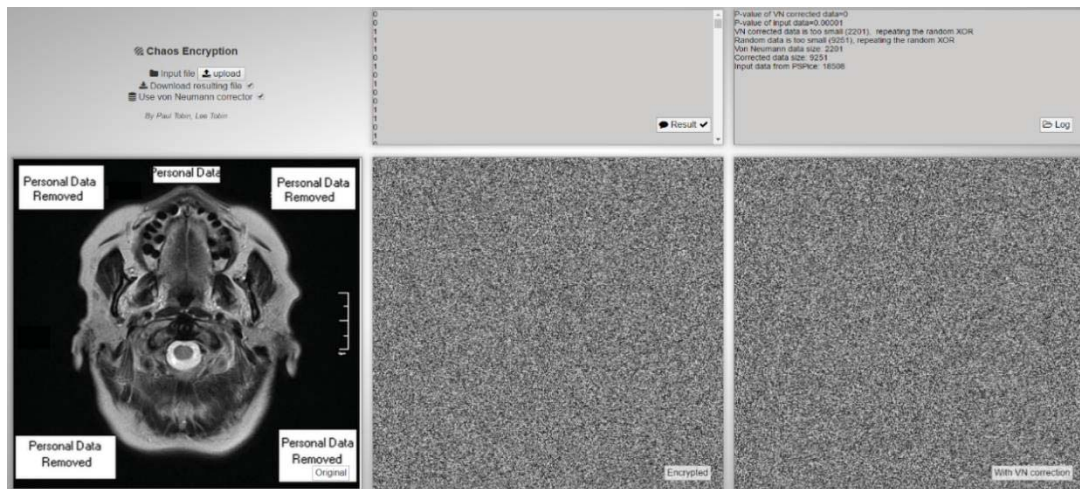 Chaos Encryption
Input file upload
Download resulting file
Use von Neumann corrector
By Paul Tobin, Lee Tobin
0
0
1
1
1
1
0
1
0
0
1
1
0
1
Result
P-value of VN corrected data=0
P-value of input data=0.00001
VN corrected data is too small (2201), repeating the random XOR
Random data is too small (9251), repeating the random XOR
Von Neumann data size: 2201
Corrected data size: 9251
Input data from PSPice: 18508
Log
Personal Data
Removed
Personal Data
Personal Data
Removed
Personal Data
Removed
Personal Data
Removed
Original
Encrypted
With VN correction